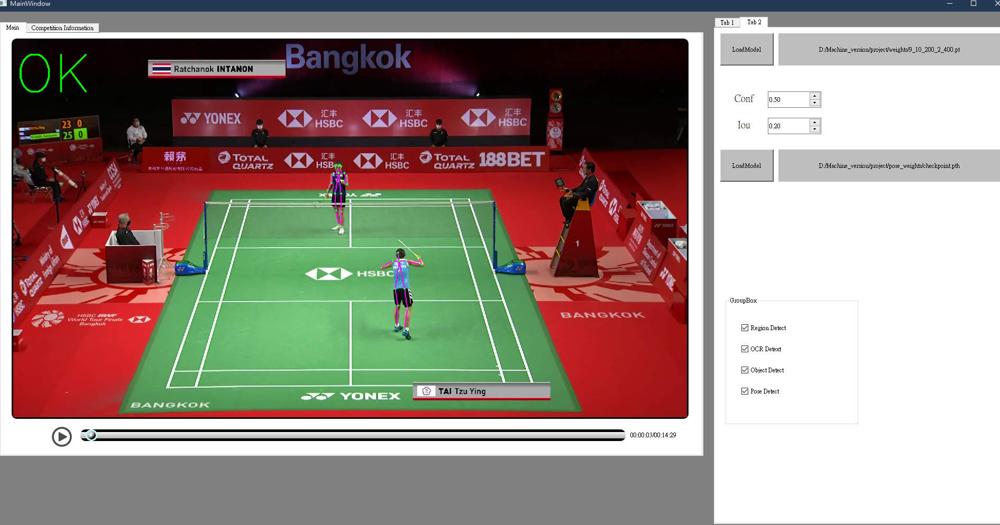 MainWindow
Main
Competition Information
OK
Bangkok
Ratchanok INTANON
YONEX
汇丰
HSBC
汇丰
HSBC
汇丰
HSBC
23 0
25 0
賴茅
TOTAL
QUARTZ
汇丰
HSBC
汇丰
HSBC
TOTAL
QUARTZ
188BET
YONEX
1
HSBC
HSBC BWF
World Tour Finals
Bangkok
BANGKOK
TAI Tzu Ying
YONEX
BANGKOK
00:00:03/00:14:29
Tab 1
Tab 2
LoadModel
D:/Machine_version/project/weights/9_10_200_2_400.pt
Conf
0.50
Iou
0.20
LoadModel
D:/Machine_version/project/pose_weights/checkpoint.pth
GroupBox
Region Detect
OCR Detext
Object Detect
Pose Detect